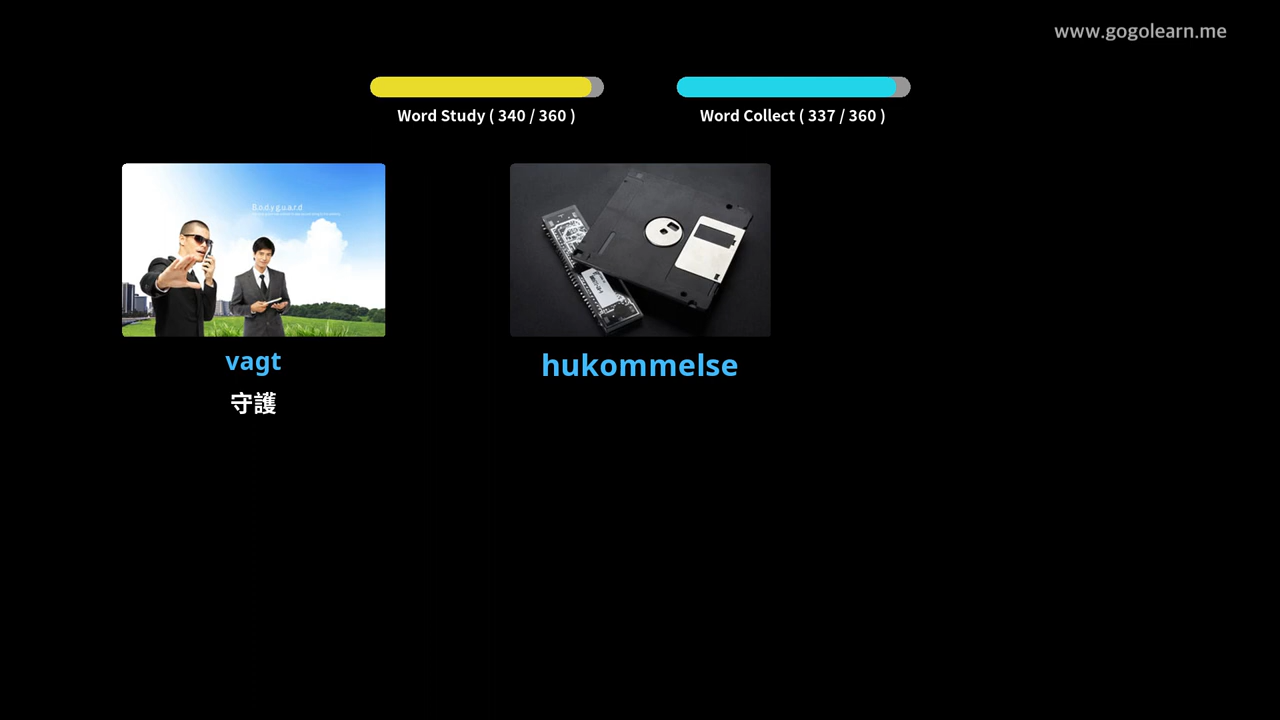 www.gogolearn.me
Word Study ( 340 / 360 )
Word Collect ( 337 / 360 )
Bodyguard
vagt
守護
hukommelse